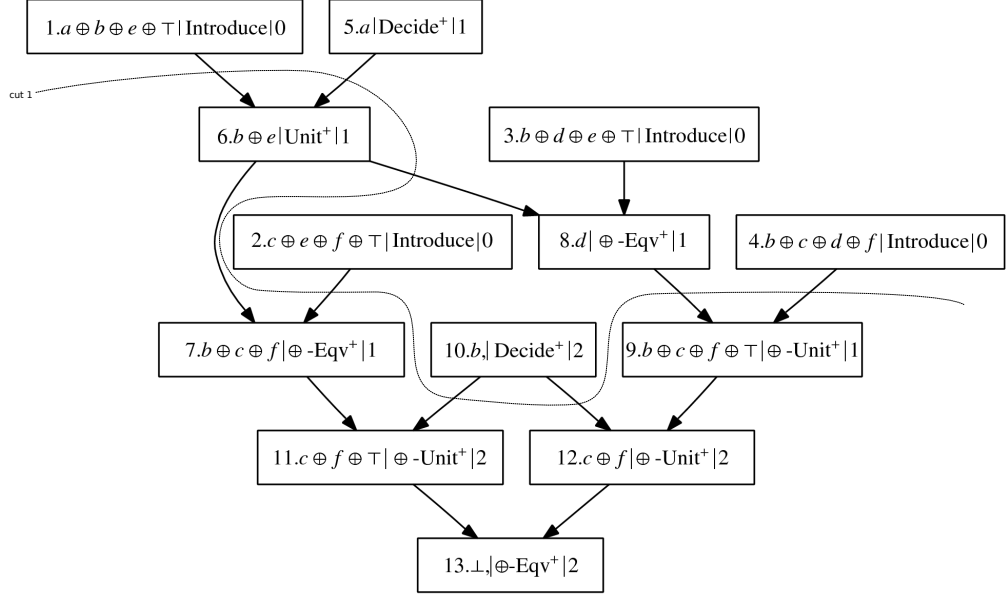 1.a ⊕ b ⊕ e ⊕ ⊤| Introduce|0
5.a|Decide⁺|1
cut 1
6.b ⊕ e|Unit⁺|1
3.b ⊕ d ⊕ e ⊕ ⊤| Introduce|0
2.c ⊕ e ⊕ f ⊕ ⊤| Introduce|0
8.d| ⊕ -Eqv⁺|1
4.b ⊕ c ⊕ d ⊕ f| Introduce|0
7.b ⊕ c ⊕ f |⊕ -Eqv⁺|1
10.b,| Decide⁺|2
9.b ⊕ c ⊕ f ⊕ ⊤|⊕ -Unit⁺|1
11.c ⊕ f ⊕ ⊤| ⊕ -Unit⁺|2
12.c ⊕ f|⊕ -Unit⁺|2
13.⊥,|⊕-Eqv⁺|2